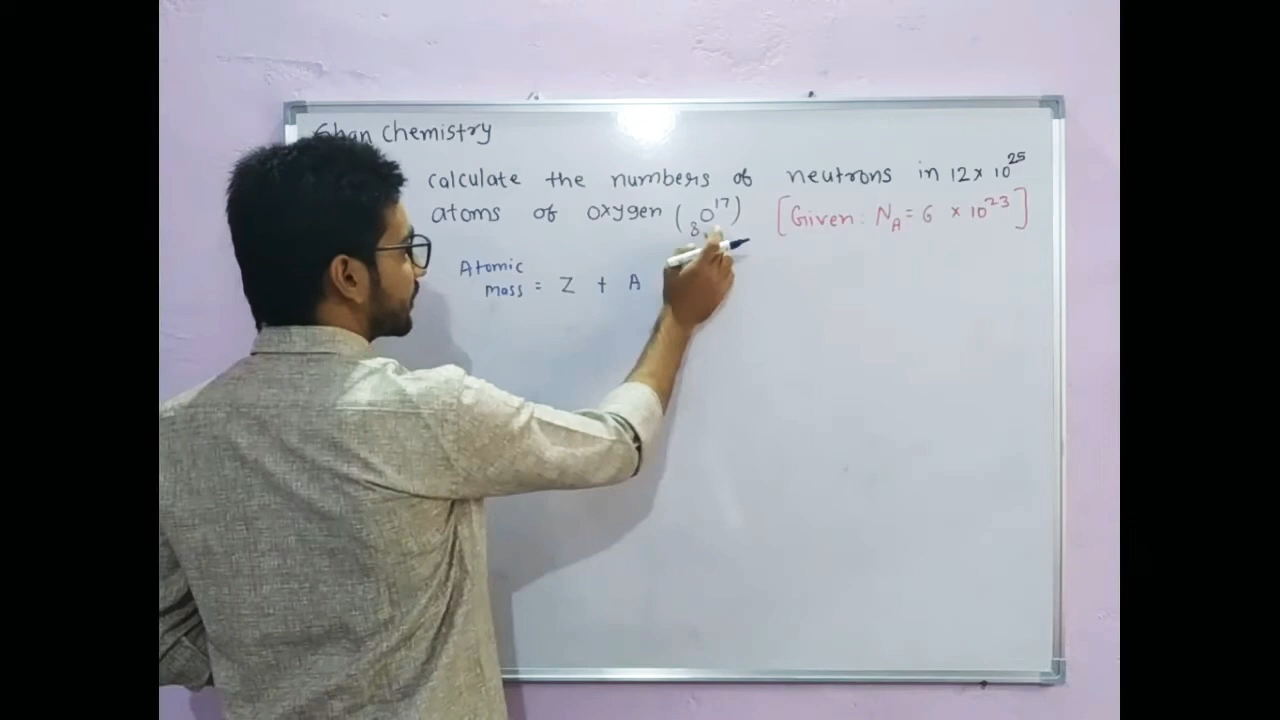 Ghan Chemistry
Calculate the numbers of neutrons in 12 x 10²⁵
atoms of oxygen (₈O¹⁷) [Given: N_A = 6 x 10²³]
Atomic
mass = Z + A